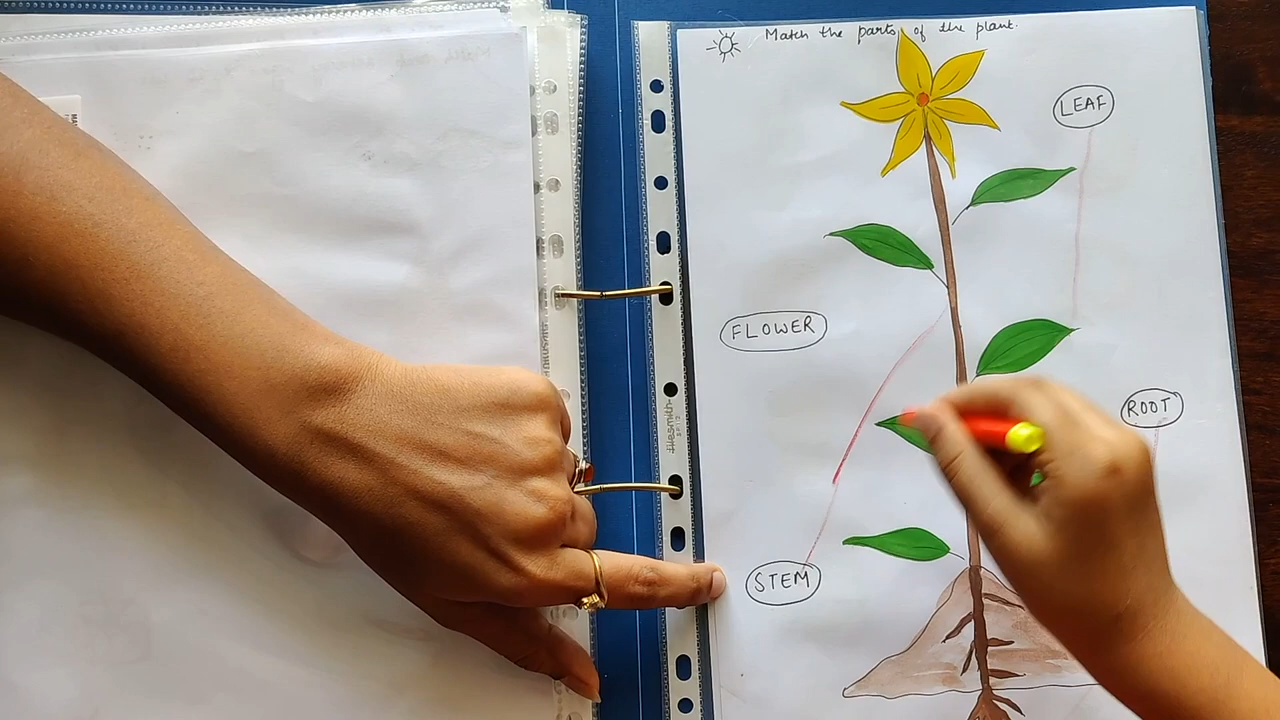 Match the parts of the plant.
LEAF
FLOWER
ROOT
STEM